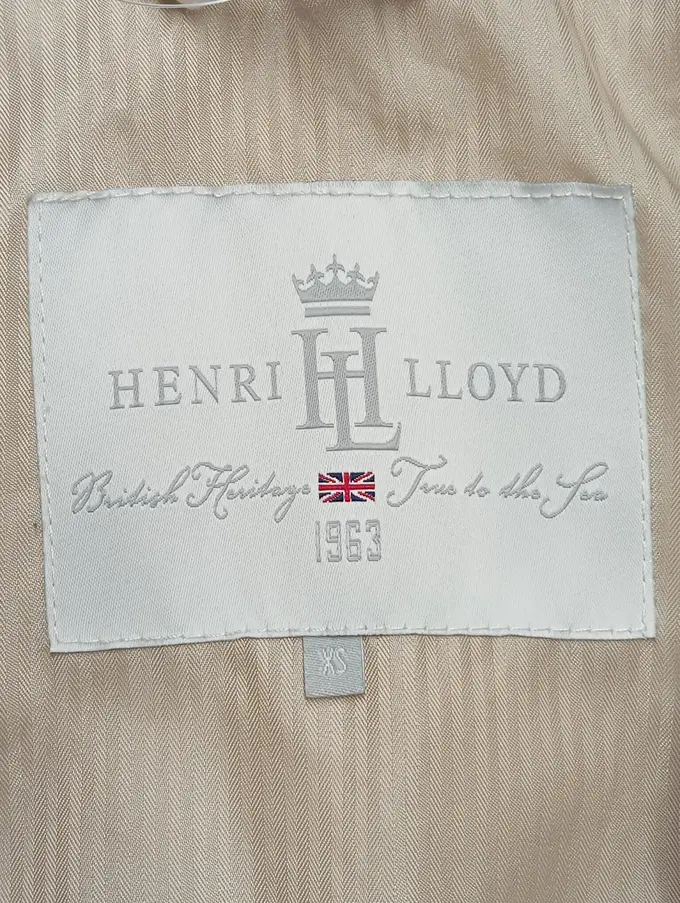 HENRI HL LLOYD
British Heritage True to the Sea
1963
XS